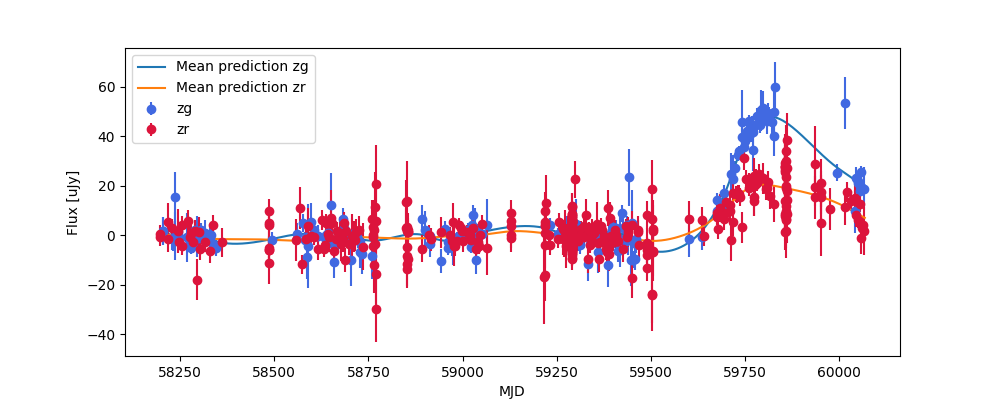 Mean prediction zg
Mean prediction zr
zg
zr
Flux [uJy]
60
40
20
0
−20
−40
58250
58500
58750
59000
59250
59500
59750
60000
MJD